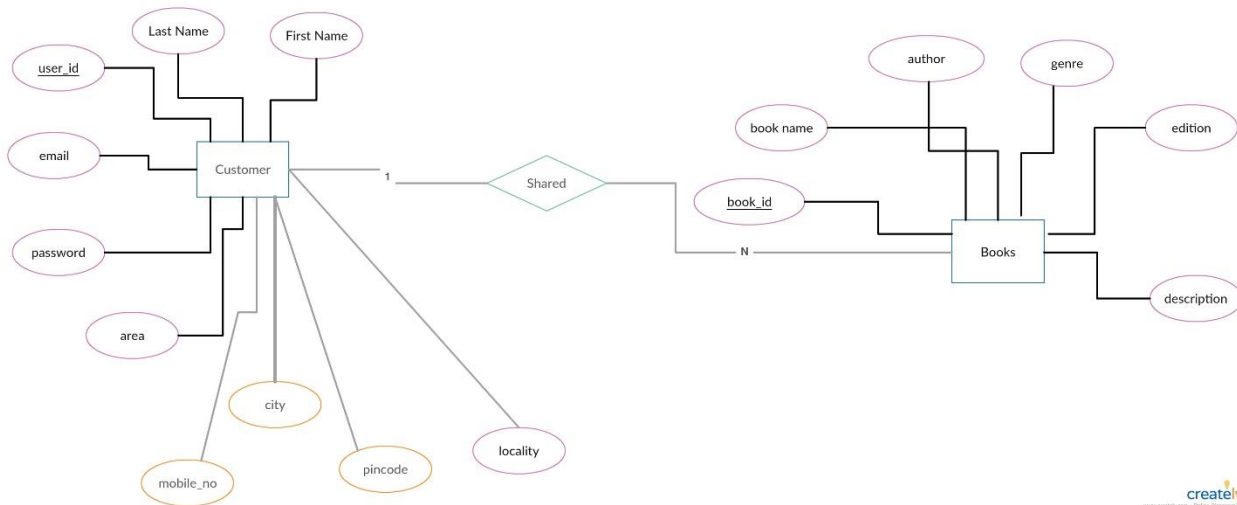 Last Name
First Name
user_id
author
genre
book name
edition
email
Customer
1
Shared
book_id
password
N
Books
description
area
city
locality
pincode
mobile_no
creately